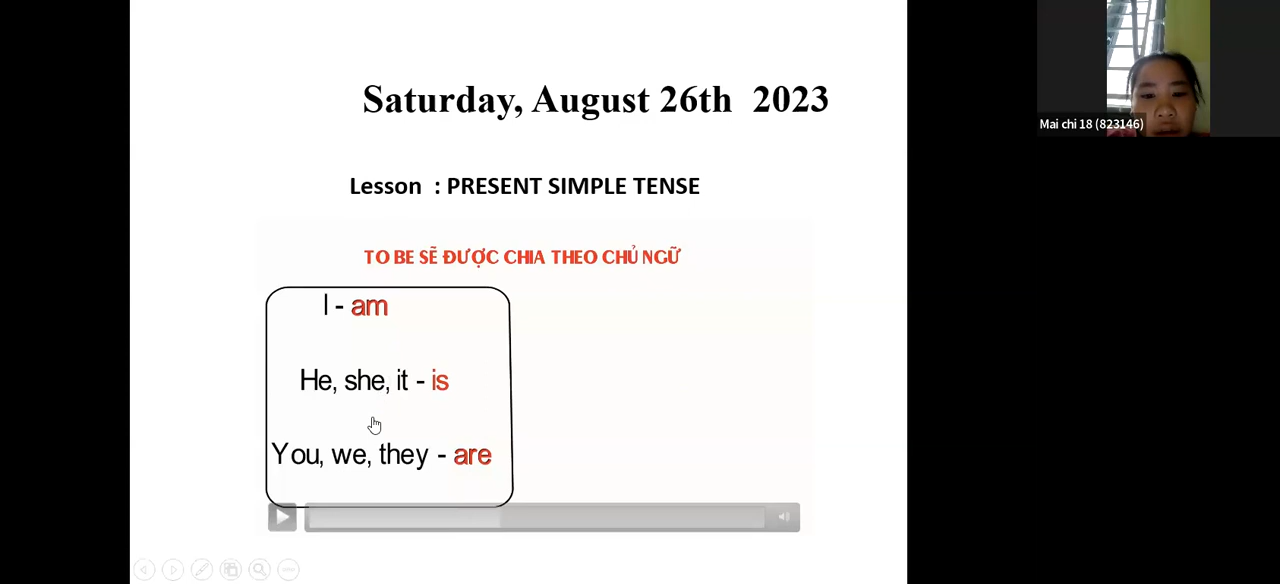 Saturday, August 26th 2023
Mai chi 18 (823146)
Lesson : PRESENT SIMPLE TENSE
TO BE SẼ ĐƯỢC CHIA THEO CHỦ NGỮ
I - am
He, she, it - is
You, we, they - are